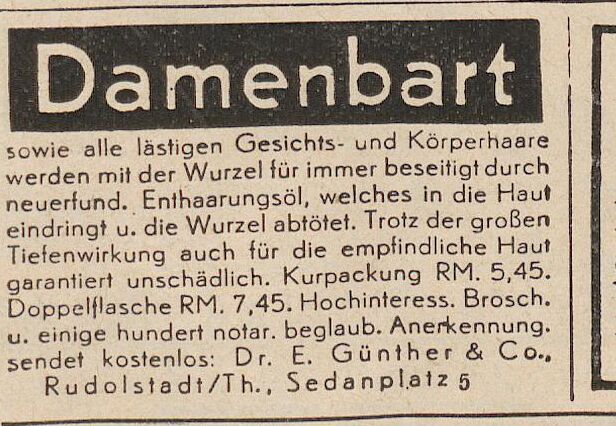 Damenbart
sowie alle lästigen Gesichts- und Körperhaare
werden mit der Wurzel für immer beseitigt durch
neuerfund. Enthaarungsöl, welches in die Haut
eindringt u. die Wurzel abtötet. Trotz der großen
Tiefenwirkung auch für die empfindliche Haut
garantiert unschädlich. Kurpackung RM. 5,45.
Doppelflasche RM. 7,45. Hochinteress. Brosch.
u. einige hundert notar. beglaub. Anerkennung.
sendet kostenlos: Dr. E. Günther & Co.,
Rudolstadt/Th., Sedanplatz 5